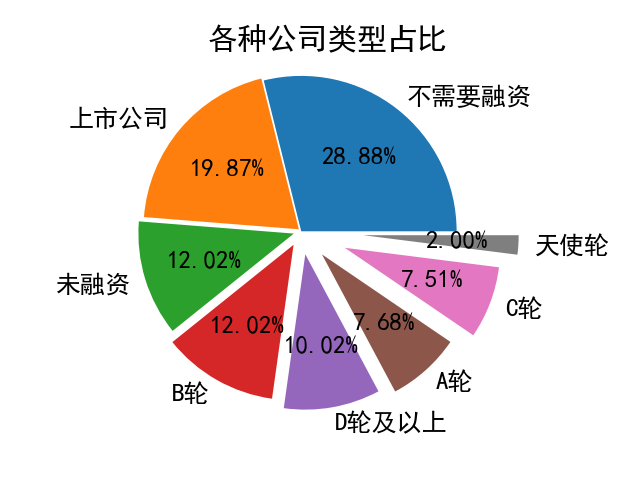 各种公司类型占比
不需要融资
28.88%
上市公司
19.87%
未融资
12.02%
B轮
12.02%
D轮及以上
10.02%
A轮
7.68%
C轮
7.51%
天使轮
2.00%